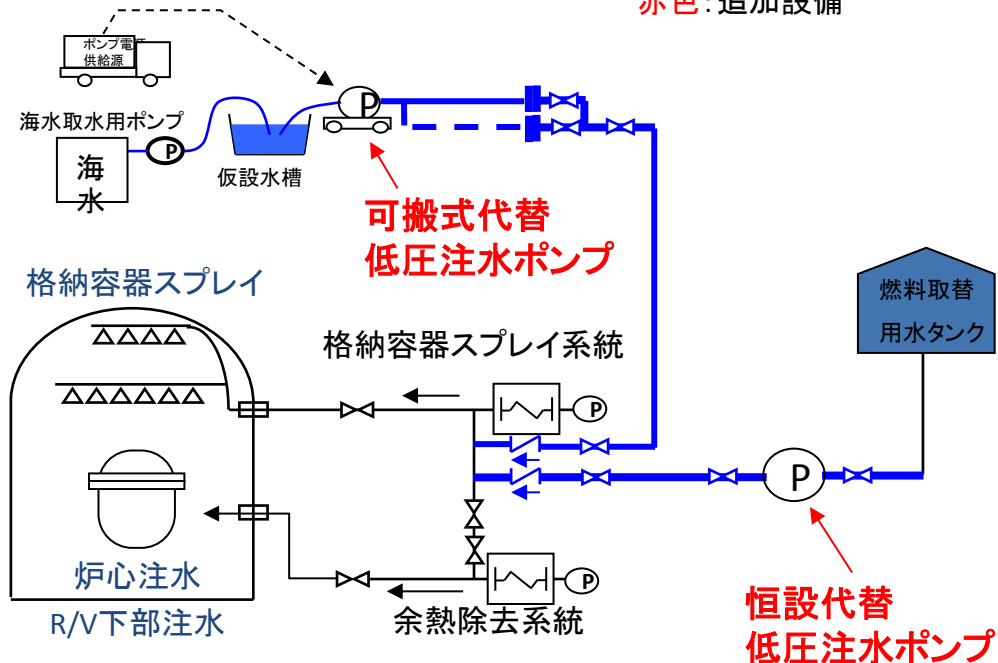 赤色：追加設備
ポンプ電源
供給源
P
海水取水用ポンプ
海
水
P
仮設水槽
可搬式代替
低圧注水ポンプ
格納容器スプレイ
燃料取替
用水タンク
格納容器スプレイ系統
P
P
炉心注水
R/V下部注水
P
余熱除去系統
恒設代替
低圧注水ポンプ